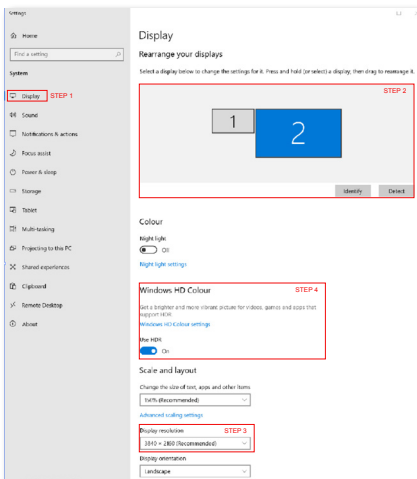 Settings
Home
Find a setting
System
Display STEP 1
Sound
Notifications & actions
Focus assist
Power & sleep
Storage
Tablet
Multi-tasking
Projecting to this PC
Shared experiences
Clipboard
Remote Desktop
About
Display
Rearrange your displays
Select a display below to change the settings for it. Press and hold (or select) a display, then drag to rearrange it.
STEP 2
1
2
Identify Detect
Colour
Night light
Off
Night light settings
Windows HD Colour STEP 4
Get a brighter and more vibrant picture for videos, games and apps that
support HDR.
Windows HD Colour settings
Use HDR
On
Scale and layout
Change the size of text, apps and other items
150% (Recommended)
Advanced scaling settings
Display resolution STEP 3
3840 × 2160 (Recommended)
Display orientation
Landscape